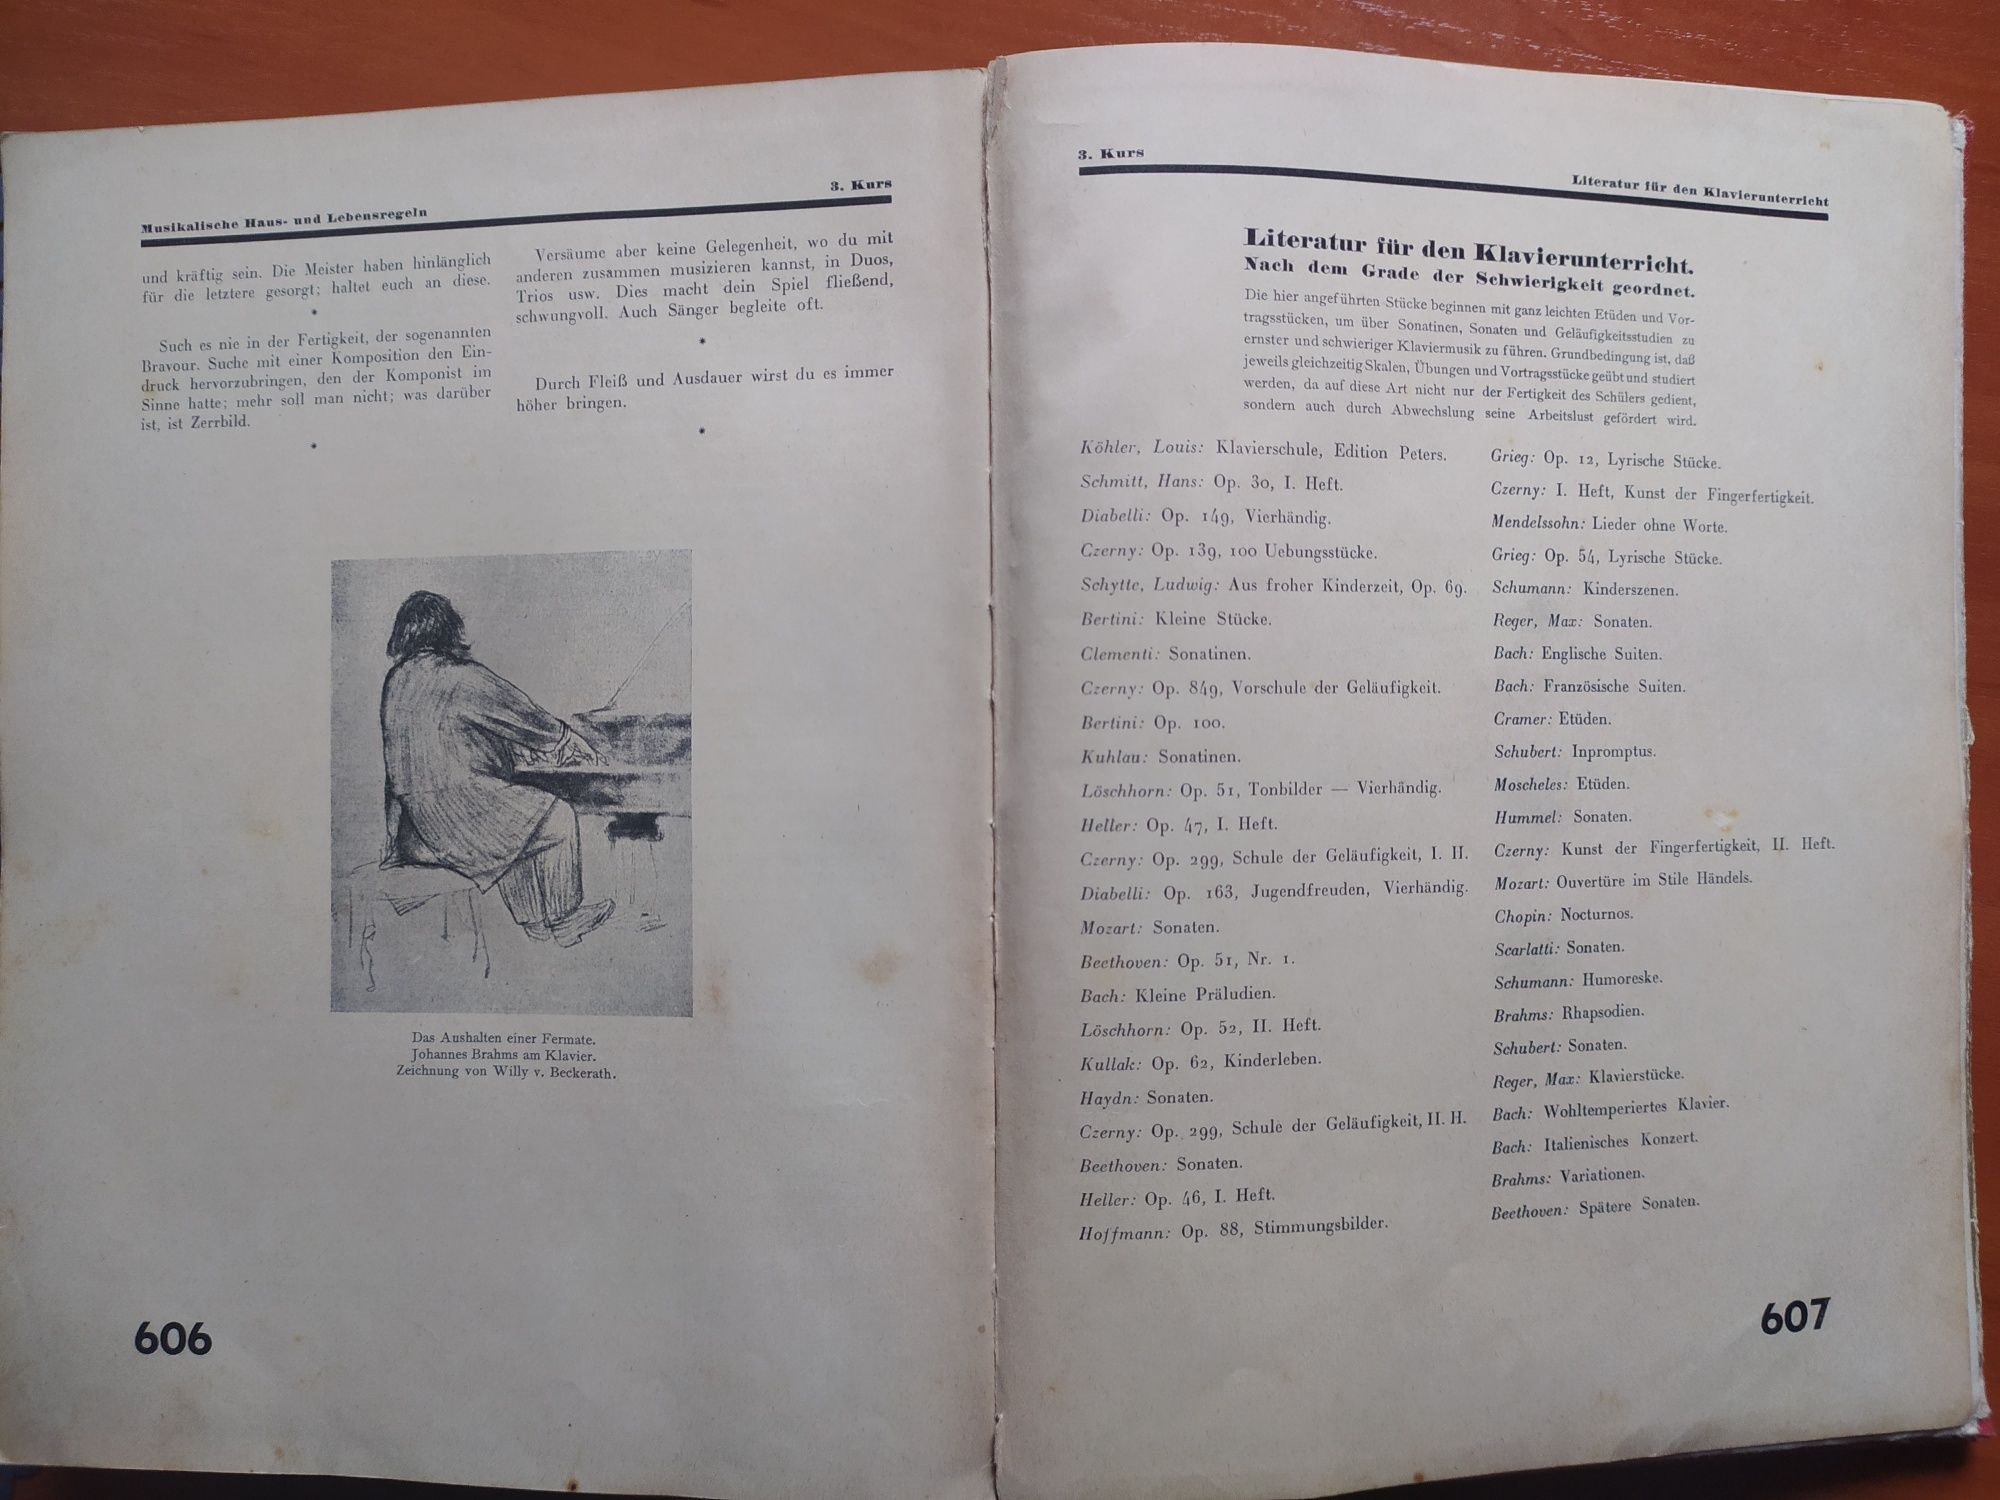 3. Kurs
Musikalische Haus- und Lebensregeln
und kräftig sein. Die Meister haben hinlänglich
für die letztere gesorgt; haltet euch an diese.
*
Such es nie in der Fertigkeit, der sogenannten
Bravour. Suche mit einer Komposition den Ein-
druck hervorzubringen, den der Komponist im
Sinne hatte; mehr soll man nicht; was darüber
ist, ist Zerrbild.
*
Versäume aber keine Gelegenheit, wo du mit
anderen zusammen musizieren kannst, in Duos,
Trios usw. Dies macht dein Spiel fließend,
schwungvoll. Auch Sänger begleite oft.
*
Durch Fleiß und Ausdauer wirst du es immer
höher bringen.
*
Das Aushalten einer Fermate.
Johannes Brahms am Klavier.
Zeichnung von Willy v. Beckerath.
606
3. Kurs
Literatur für den Klavierunterricht
Literatur für den Klavierunterricht.
Nach dem Grade der Schwierigkeit geordnet.
Die hier angeführten Stücke beginnen mit ganz leichten Etüden und Vor-
tragsstücken, um über Sonatinen, Sonaten und Geläufigkeitsstudien zu
ernster und schwieriger Klaviermusik zu führen. Grundbedingung ist, daß
jeweils gleichzeitig Skalen, Übungen und Vortragsstücke geübt und studiert
werden, da auf diese Art nicht nur der Fertigkeit des Schülers gedient,
sondern auch durch Abwechslung seine Arbeitslust gefördert wird.
Köhler, Louis: Klavierschule, Edition Peters.
Schmitt, Hans: Op. 30, I. Heft.
Diabelli: Op. 149, Vierhändig.
Czerny: Op. 139, 100 Uebungsstücke.
Schytte, Ludwig: Aus froher Kinderzeit, Op. 69.
Bertini: Kleine Stücke.
Clementi: Sonatinen.
Czerny: Op. 849, Vorschule der Geläufigkeit.
Bertini: Op. 100.
Kuhlau: Sonatinen.
Löschhorn: Op. 51, Tonbilder — Vierhändig.
Heller: Op. 47, I. Heft.
Czerny: Op. 299, Schule der Geläufigkeit, I. H.
Diabelli: Op. 163, Jugendfreuden, Vierhändig.
Mozart: Sonaten.
Beethoven: Op. 51, Nr. 1.
Bach: Kleine Präludien.
Löschhorn: Op. 52, II. Heft.
Kullak: Op. 62, Kinderleben.
Haydn: Sonaten.
Czerny: Op. 299, Schule der Geläufigkeit, II. H.
Beethoven: Sonaten.
Heller: Op. 46, I. Heft.
Hoffmann: Op. 88, Stimmungsbilder.
Grieg: Op. 12, Lyrische Stücke.
Czerny: I. Heft, Kunst der Fingerfertigkeit.
Mendelssohn: Lieder ohne Worte.
Grieg: Op. 54, Lyrische Stücke.
Schumann: Kinderszenen.
Reger, Max: Sonaten.
Bach: Englische Suiten.
Bach: Französische Suiten.
Cramer: Etüden.
Schubert: Inpromptus.
Moscheles: Etüden.
Hummel: Sonaten.
Czerny: Kunst der Fingerfertigkeit, II. Heft.
Mozart: Ouvertüre im Stile Händels.
Chopin: Nocturnos.
Scarlatti: Sonaten.
Schumann: Humoreske.
Brahms: Rhapsodien.
Schubert: Sonaten.
Reger, Max: Klavierstücke.
Bach: Wohltemperiertes Klavier.
Bach: Italienisches Konzert.
Brahms: Variationen.
Beethoven: Spätere Sonaten.
607